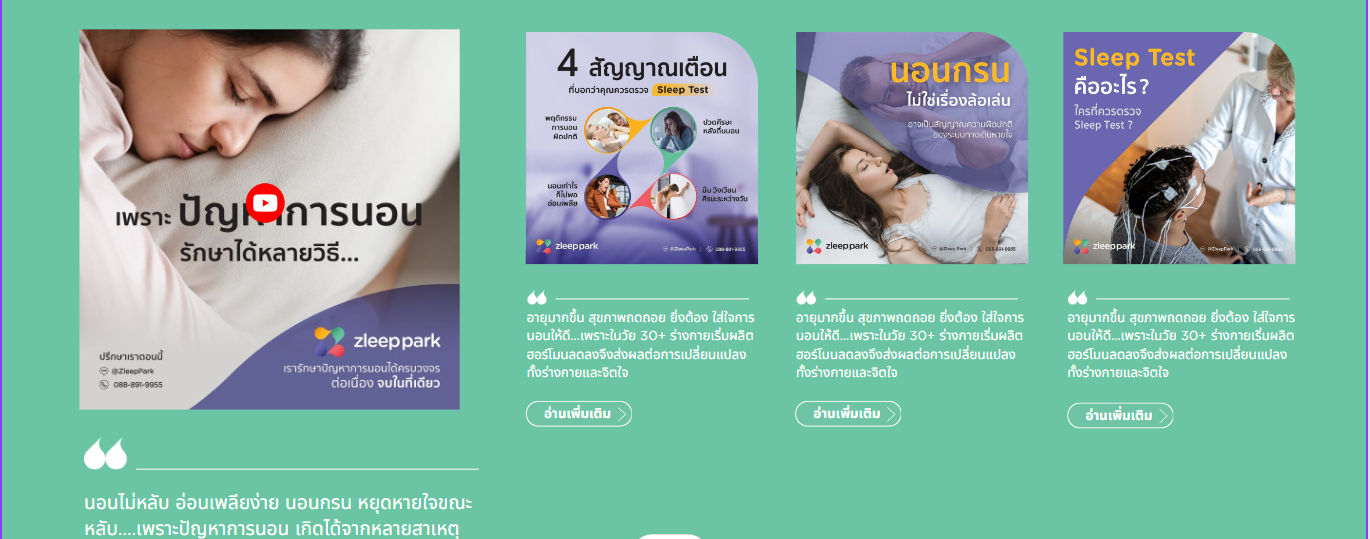 เพราะ ปัญหาการนอน
รักษาได้หลายวิธี...
zleeppark
ปรึกษาเราตอนนี้
@ZleepPark
088-891-9955
เรารักษาปัญหาการนอนได้ครบวงจร
ต่อเนื่อง จบในที่เดียว
นอนไม่หลับ อ่อนเพลียง่าย นอนกรน หยุดหายใจขณะ
หลับ....เพราะปัญหาการนอน เกิดได้จากหลายสาเหตุ
4 สัญญาณเตือน
ที่บอกว่าคุณควรตรวจ Sleep Test
พฤติกรรม
การนอน
ผิดปกติ
ปวดศีรษะ
หลังตื่นนอน
นอนเท่าไร
ก็ไม่พอ
อ่อนเพลีย
มึน วิงเวียน
ศีรษะระหว่างวัน
zleeppark
@ZleepPark | 088-891-9955
อายุมากขึ้น สุขภาพถดถอย ยิ่งต้อง ใส่ใจการ
นอนให้ดี...เพราะในวัย 30+ ร่างกายเริ่มผลิต
ฮอร์โมนลดลงจึงส่งผลต่อการเปลี่ยนแปลง
ทั้งร่างกายและจิตใจ
อ่านเพิ่มเติม
นอนกรน
ไม่ใช่เรื่องล้อเล่น
อาจเป็นสัญญาณความผิดปกติ
ของระบบทางเดินหายใจ
zleeppark
@Zleep Park | 088-891-9955
อายุมากขึ้น สุขภาพถดถอย ยิ่งต้อง ใส่ใจการ
นอนให้ดี...เพราะในวัย 30+ ร่างกายเริ่มผลิต
ฮอร์โมนลดลงจึงส่งผลต่อการเปลี่ยนแปลง
ทั้งร่างกายและจิตใจ
อ่านเพิ่มเติม
Sleep Test
คืออะไร ?
ใครที่ควรตรวจ
Sleep Test ?
zleeppark
@ZleepPark | 088-891-9955
อายุมากขึ้น สุขภาพถดถอย ยิ่งต้อง ใส่ใจการ
นอนให้ดี...เพราะในวัย 30+ ร่างกายเริ่มผลิต
ฮอร์โมนลดลงจึงส่งผลต่อการเปลี่ยนแปลง
ทั้งร่างกายและจิตใจ
อ่านเพิ่มเติม